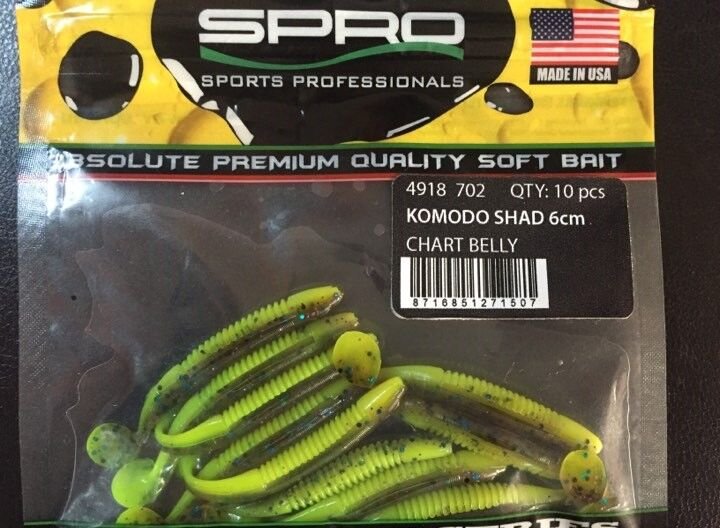 SPRO
SPORTS PROFESSIONALS
MADE IN USA
ABSOLUTE PREMIUM QUALITY SOFT BAIT
4918 702 QTY: 10 pcs
KOMODO SHAD 6cm
CHART BELLY
8716851271507